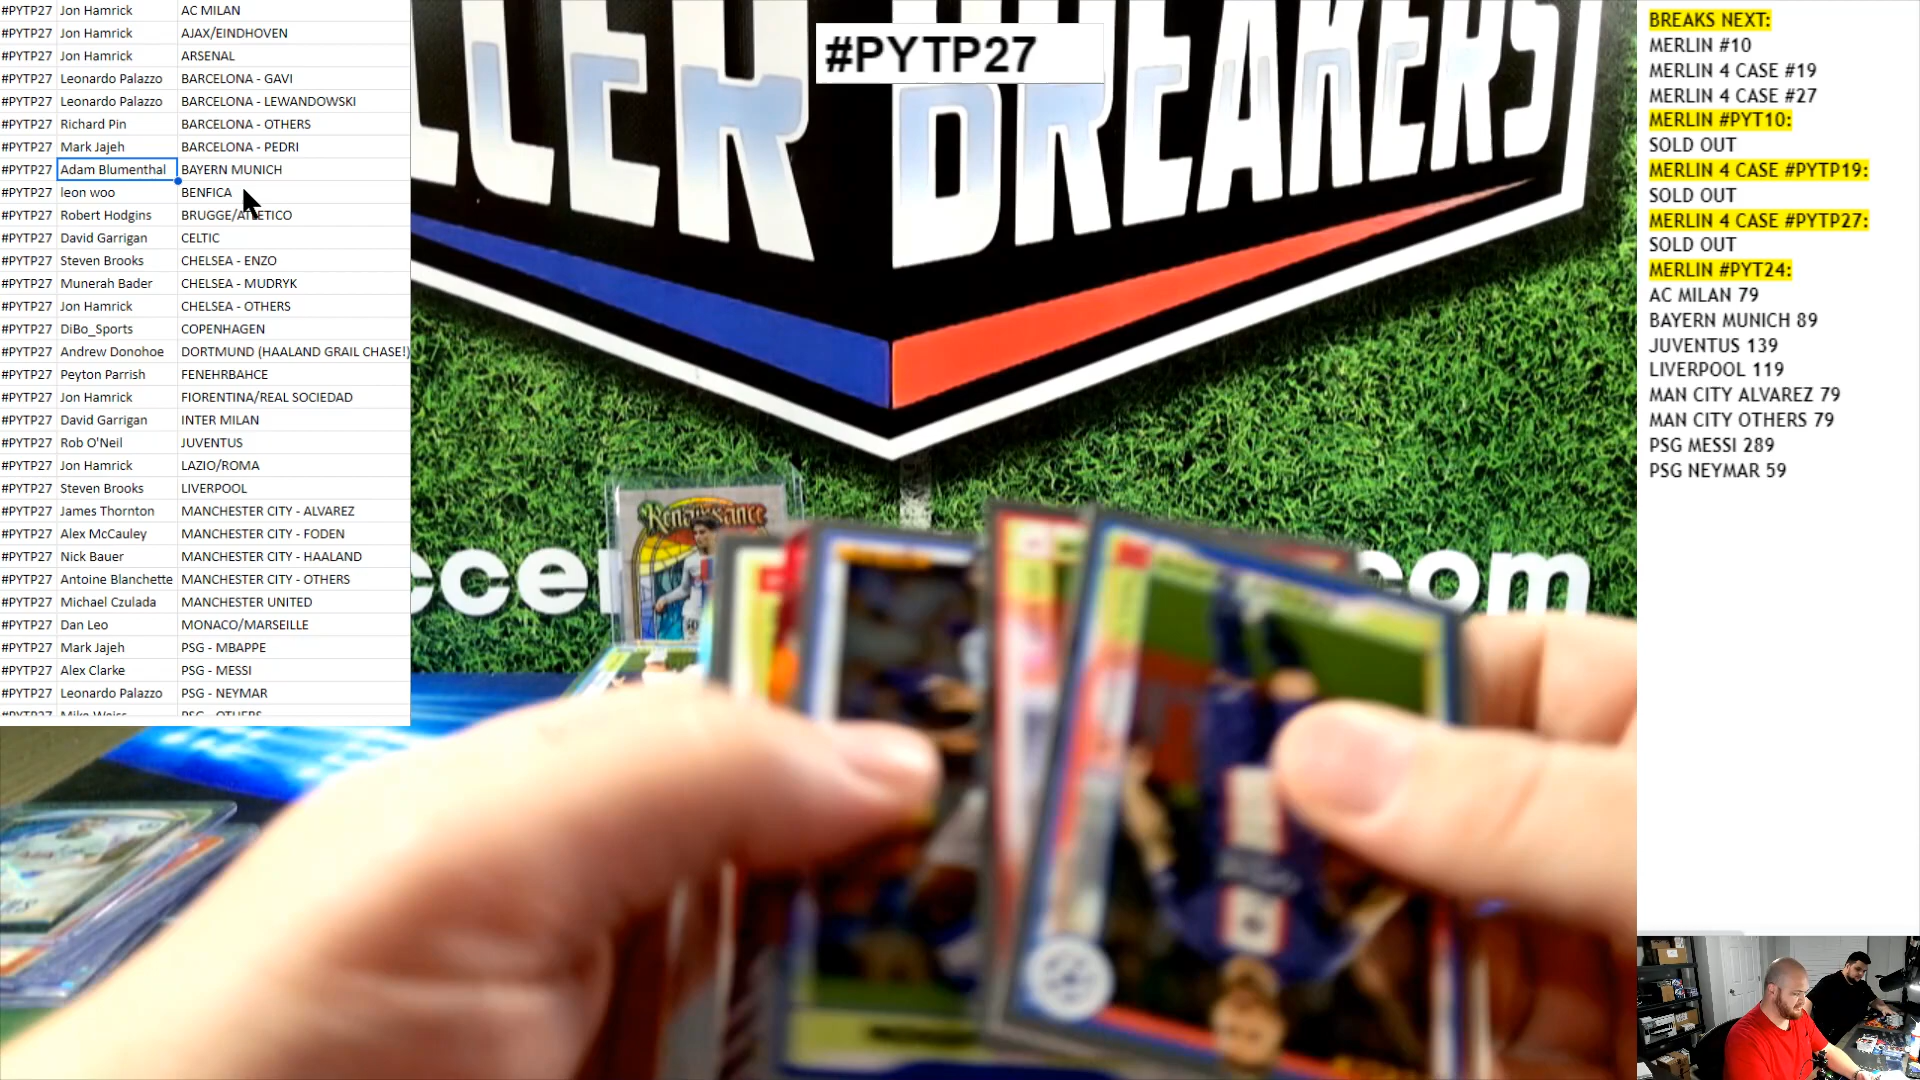 #PYTP27 Jon Hamrick AC MILAN
#PYTP27 Jon Hamrick AJAX/EINDHOVEN
#PYTP27 Jon Hamrick ARSENAL
#PYTP27 Leonardo Palazzo BARCELONA - GAVI
#PYTP27 Leonardo Palazzo BARCELONA - LEWANDOWSKI
#PYTP27 Richard Pin BARCELONA - OTHERS
#PYTP27 Mark Jajeh BARCELONA - PEDRI
#PYTP27 Adam Blumenthal BAYERN MUNICH
#PYTP27 leon woo BENFICA
#PYTP27 Robert Hodgins BRUGGE/ATLETICO
#PYTP27 David Garrigan CELTIC
#PYTP27 Steven Brooks CHELSEA - ENZO
#PYTP27 Munerah Bader CHELSEA - MUDRYK
#PYTP27 Jon Hamrick CHELSEA - OTHERS
#PYTP27 DiBo_Sports COPENHAGEN
#PYTP27 Andrew Donohoe DORTMUND (HAALAND GRAIL CHASE!)
#PYTP27 Peyton Parrish FENEHRBAHCE
#PYTP27 Jon Hamrick FIORENTINA/REAL SOCIEDAD
#PYTP27 David Garrigan INTER MILAN
#PYTP27 Rob O'Neil JUVENTUS
#PYTP27 Jon Hamrick LAZIO/ROMA
#PYTP27 Steven Brooks LIVERPOOL
#PYTP27 James Thornton MANCHESTER CITY - ALVAREZ
#PYTP27 Alex McCauley MANCHESTER CITY - FODEN
#PYTP27 Nick Bauer MANCHESTER CITY - HAALAND
#PYTP27 Antoine Blanchette MANCHESTER CITY - OTHERS
#PYTP27 Michael Czulada MANCHESTER UNITED
#PYTP27 Dan Leo MONACO/MARSEILLE
#PYTP27 Mark Jajeh PSG - MBAPPE
#PYTP27 Alex Clarke PSG - MESSI
#PYTP27 Leonardo Palazzo PSG - NEYMAR
#PYTP27 Mike Weiss PSG - OTHERS
#PYTP27
CCER BREAKERS
Renaissance
ccer
com
BREAKS NEXT:
MERLIN #10
MERLIN 4 CASE #19
MERLIN 4 CASE #27
MERLIN #PYT10:
SOLD OUT
MERLIN 4 CASE #PYTP19:
SOLD OUT
MERLIN 4 CASE #PYTP27:
SOLD OUT
MERLIN #PYT24:
AC MILAN 79
BAYERN MUNICH 89
JUVENTUS 139
LIVERPOOL 119
MAN CITY ALVAREZ 79
MAN CITY OTHERS 79
PSG MESSI 289
PSG NEYMAR 59